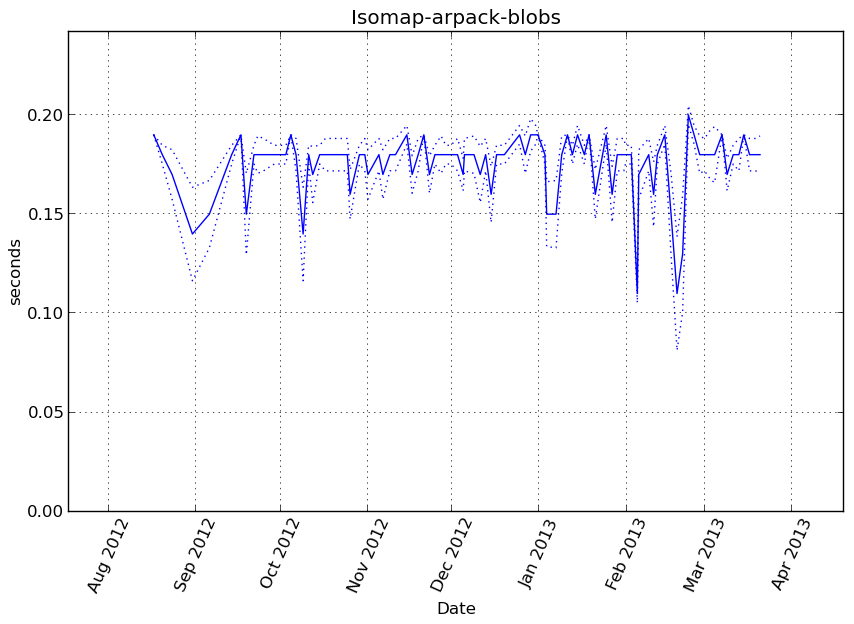 Isomap-arpack-blobs
seconds
0.20
0.15
0.10
0.05
0.00
Aug 2012
Sep 2012
Oct 2012
Nov 2012
Dec 2012
Jan 2013
Feb 2013
Mar 2013
Apr 2013
Date